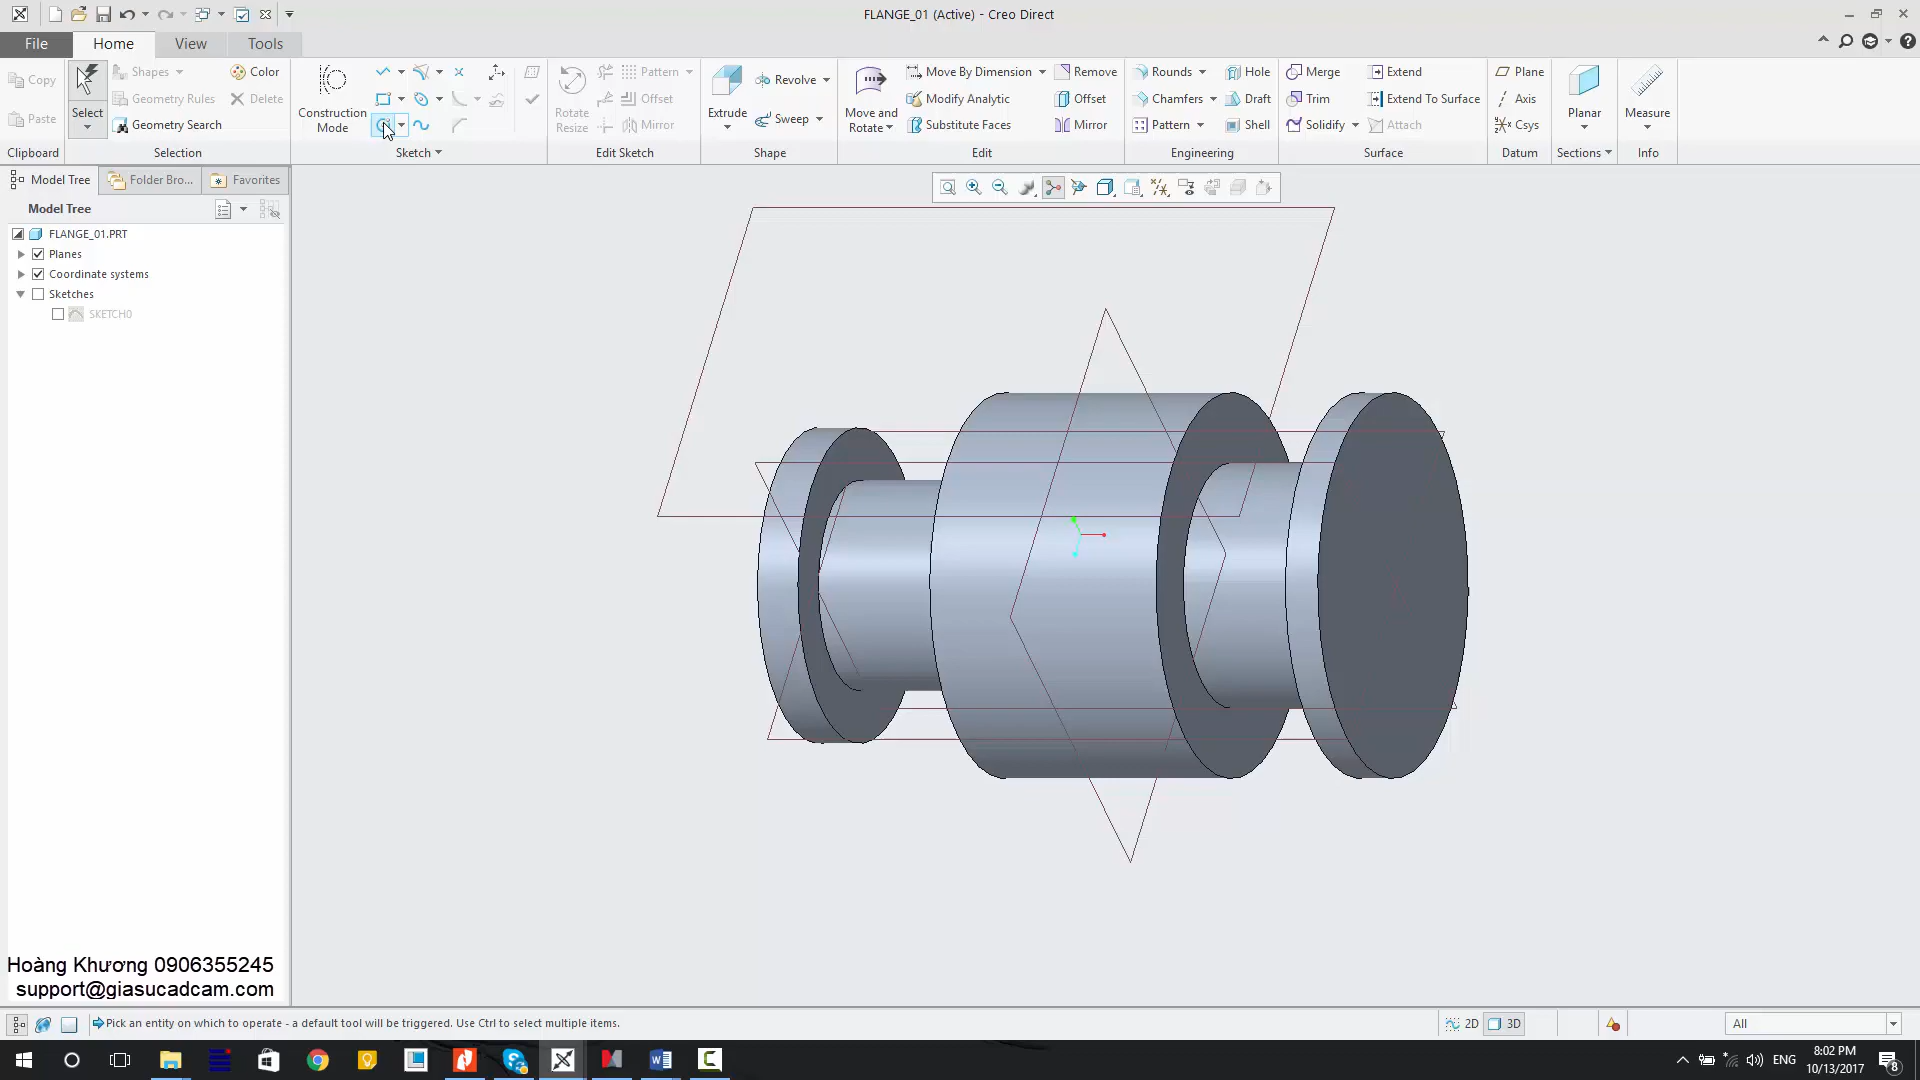 FLANGE_01 (Active) - Creo Direct
File Home View Tools
Copy
Paste
Clipboard
Select
Shapes
Geometry Rules
Geometry Search
Color
Delete
Selection
Construction
Mode
Sketch
Rotate
Resize
Pattern
Offset
Mirror
Edit Sketch
Extrude
Revolve
Sweep
Shape
Move and
Rotate
Move By Dimension
Modify Analytic
Substitute Faces
Remove
Offset
Mirror
Edit
Rounds
Chamfers
Pattern
Hole
Draft
Shell
Engineering
Merge
Trim
Solidify
Extend
Extend To Surface
Attach
Surface
Plane
Axis
Csys
Datum
Planar
Sections
Measure
Info
Model Tree Folder Bro... Favorites
Model Tree
FLANGE_01.PRT
Planes
Coordinate systems
Sketches
SKETCH0
Hoàng Khương 0906355245
support@giasucadcam.com
Pick an entity on which to operate - a default tool will be triggered. Use Ctrl to select multiple items.
2D 3D
All
ENG
8:02 PM
10/13/2017
8